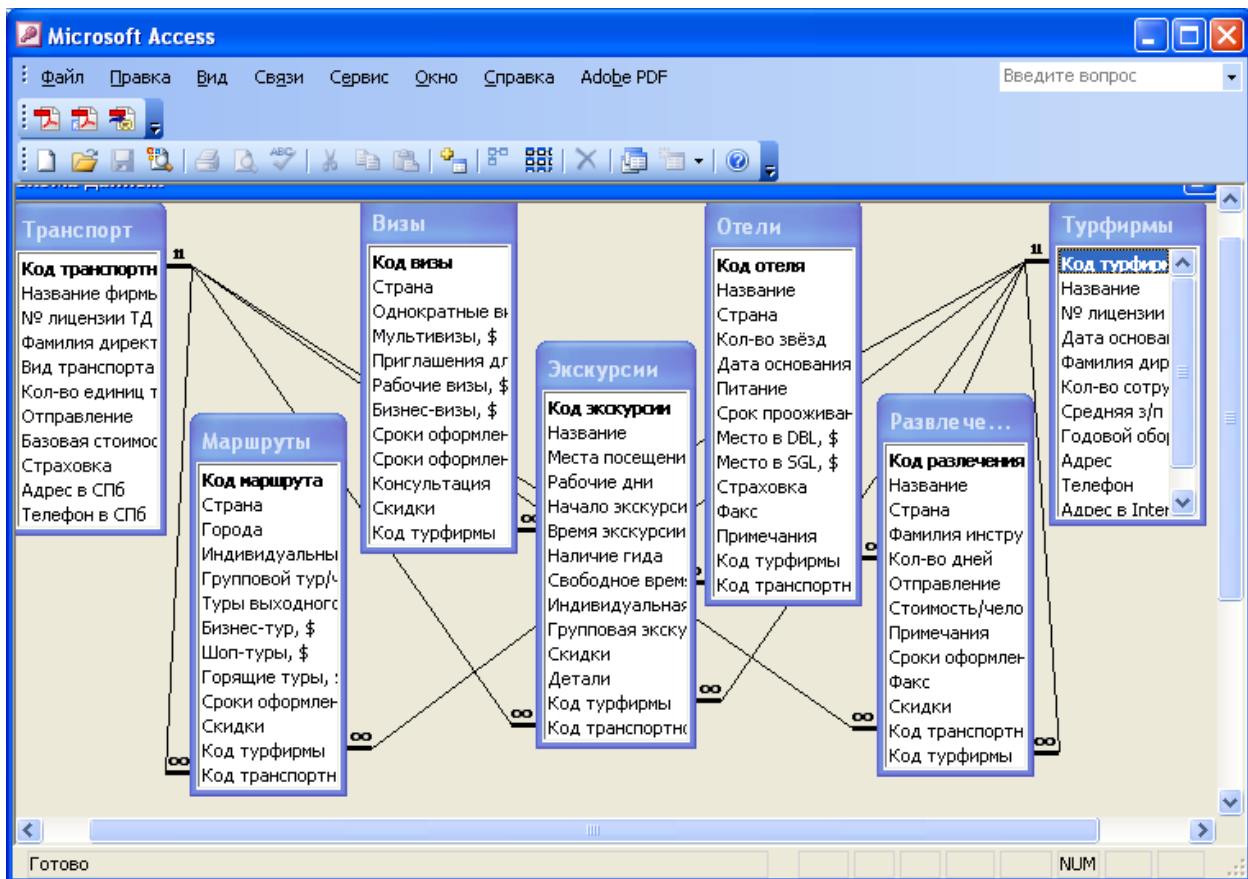 Microsoft Access
Файл Правка Вид Связи Сервис Окно Справка Adobe PDF
Введите вопрос
Транспорт
Код транспортн
Название фирмы
№ лицензии ТД
Фамилия директ
Вид транспорта
Кол-во единиц т
Отправление
Базовая стоимос
Страховка
Адрес в СПб
Телефон в СПб
Маршруты
Код маршрута
Страна
Города
Индивидуальны
Групповой тур/ч
Туры выходного
Бизнес-тур, $
Шоп-туры, $
Горящие туры, :
Сроки оформлен
Скидки
Код турфирмы
Код транспортн
Визы
Код визы
Страна
Однократные ви
Мультивизы, $
Приглашения дл
Рабочие визы, $
Бизнес-визы, $
Сроки оформлен
Сроки оформлен
Консультация
Скидки
Код турфирмы
Экскурсии
Код экскурсии
Название
Места посещени
Рабочие дни
Начало экскурси
Время экскурсии
Наличие гида
Свободное врем
Индивидуальная
Групповая экску
Скидки
Детали
Код турфирмы
Код транспортно
Отели
Код отеля
Название
Страна
Кол-во звёзд
Дата основания
Питание
Срок прооживан
Место в DBL, $
Место в SGL, $
Страховка
Факс
Примечания
Код турфирмы
Код транспортн
Развлече...
Код разлечения
Название
Страна
Фамилия инстру
Кол-во дней
Отправление
Стоимость/чело
Примечания
Сроки оформлен
Факс
Скидки
Код транспортн
Код турфирмы
Турфирмы
Код турфирм
Название
№ лицензии
Дата основа
Фамилия дир
Кол-во сотру
Средняя з/п
Годовой обор
Адрес
Телефон
Адрес в Inter
1
1
∞
∞
∞
∞
∞
∞
∞
∞
Готово
NUM